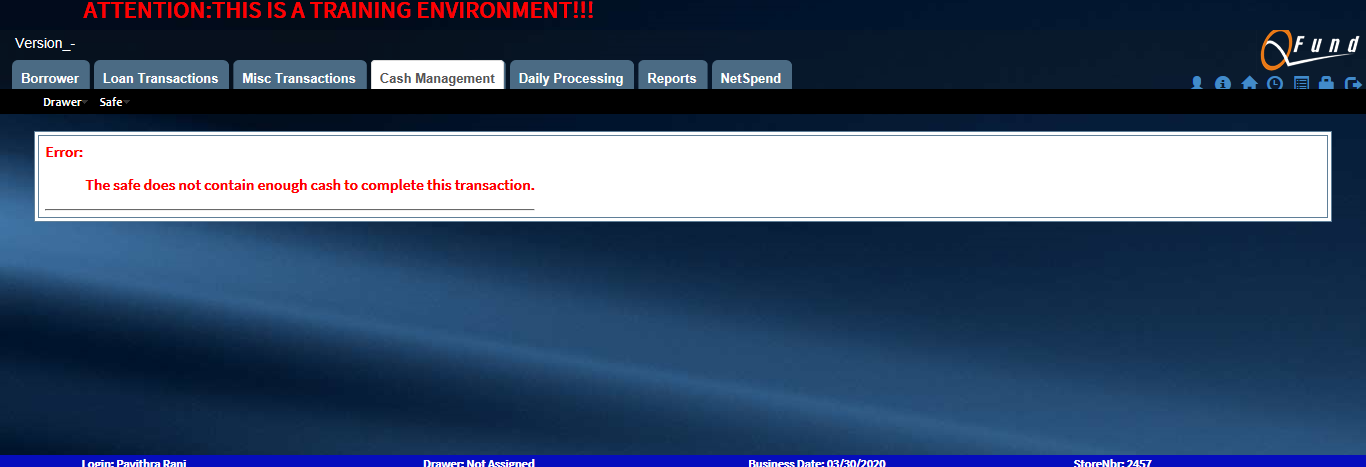 ATTENTION:THIS IS A TRAINING ENVIRONMENT!!!
Version_-
QFund
Borrower Loan Transactions Misc Transactions Cash Management Daily Processing Reports NetSpend
Drawer Safe
Error:
The safe does not contain enough cash to complete this transaction.
Login: Pavithra Rani Drawer: Not Assigned Business Date: 03/30/2020 StoreNbr: 2457